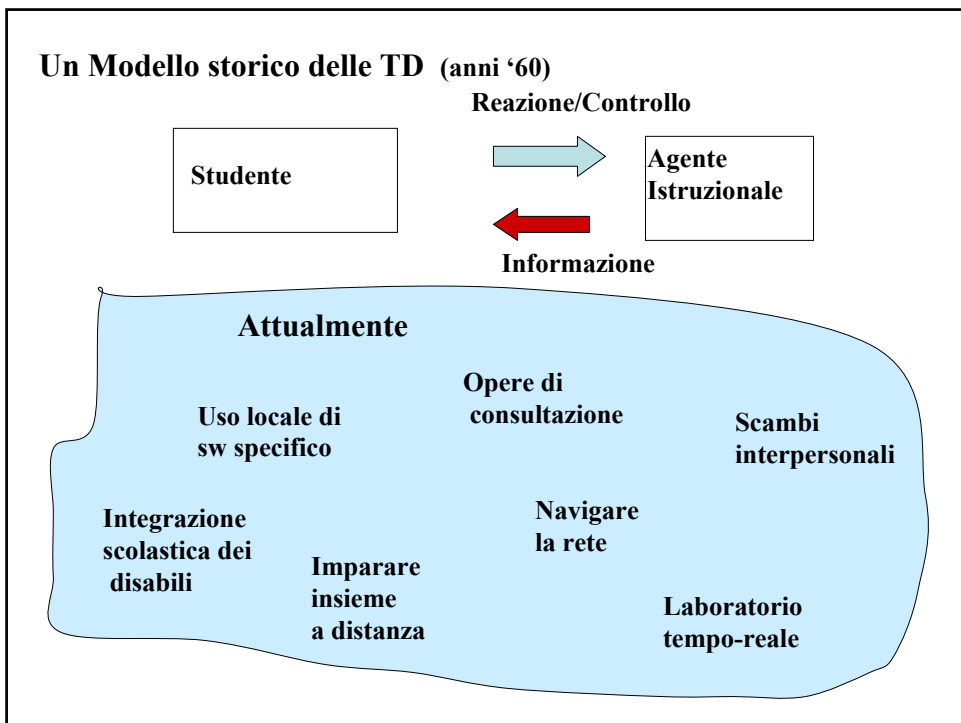 Un Modello storico delle TD (anni ‘60)
Reazione/Controllo
Studente
Agente
Istruzionale
Informazione
Attualmente
Opere di
consultazione
Uso locale di
sw specifico
Scambi
interpersonali
Integrazione
scolastica dei
disabili
Navigare
la rete
Imparare
insieme
a distanza
Laboratorio
tempo-reale